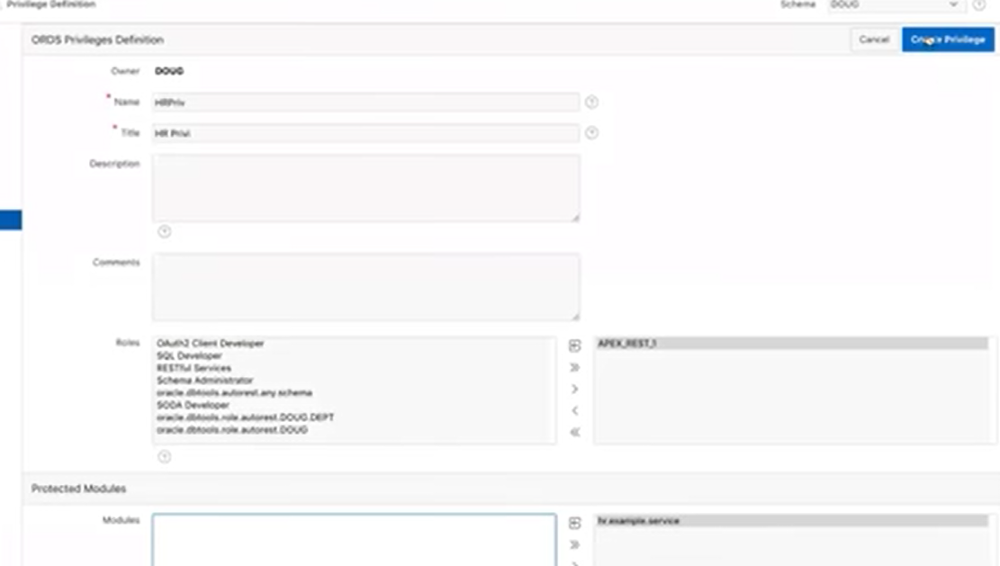 Privilege Definition
Schema DOUG
ORDS Privileges Definition
Cancel Create Privilege
Owner DOUG
* Name HRPriv
* Title HR Privi
Description
Comments
Roles
OAuth2 Client Developer
SQL Developer
RESTful Services
Schema Administrator
oracle.dbtools.autorest.any.schema
SODA Developer
oracle.dbtools.role.autorest.DOUG.DEPT
oracle.dbtools.role.autorest.DOUG
APEX_REST_1
Protected Modules
Modules
hr.example.service